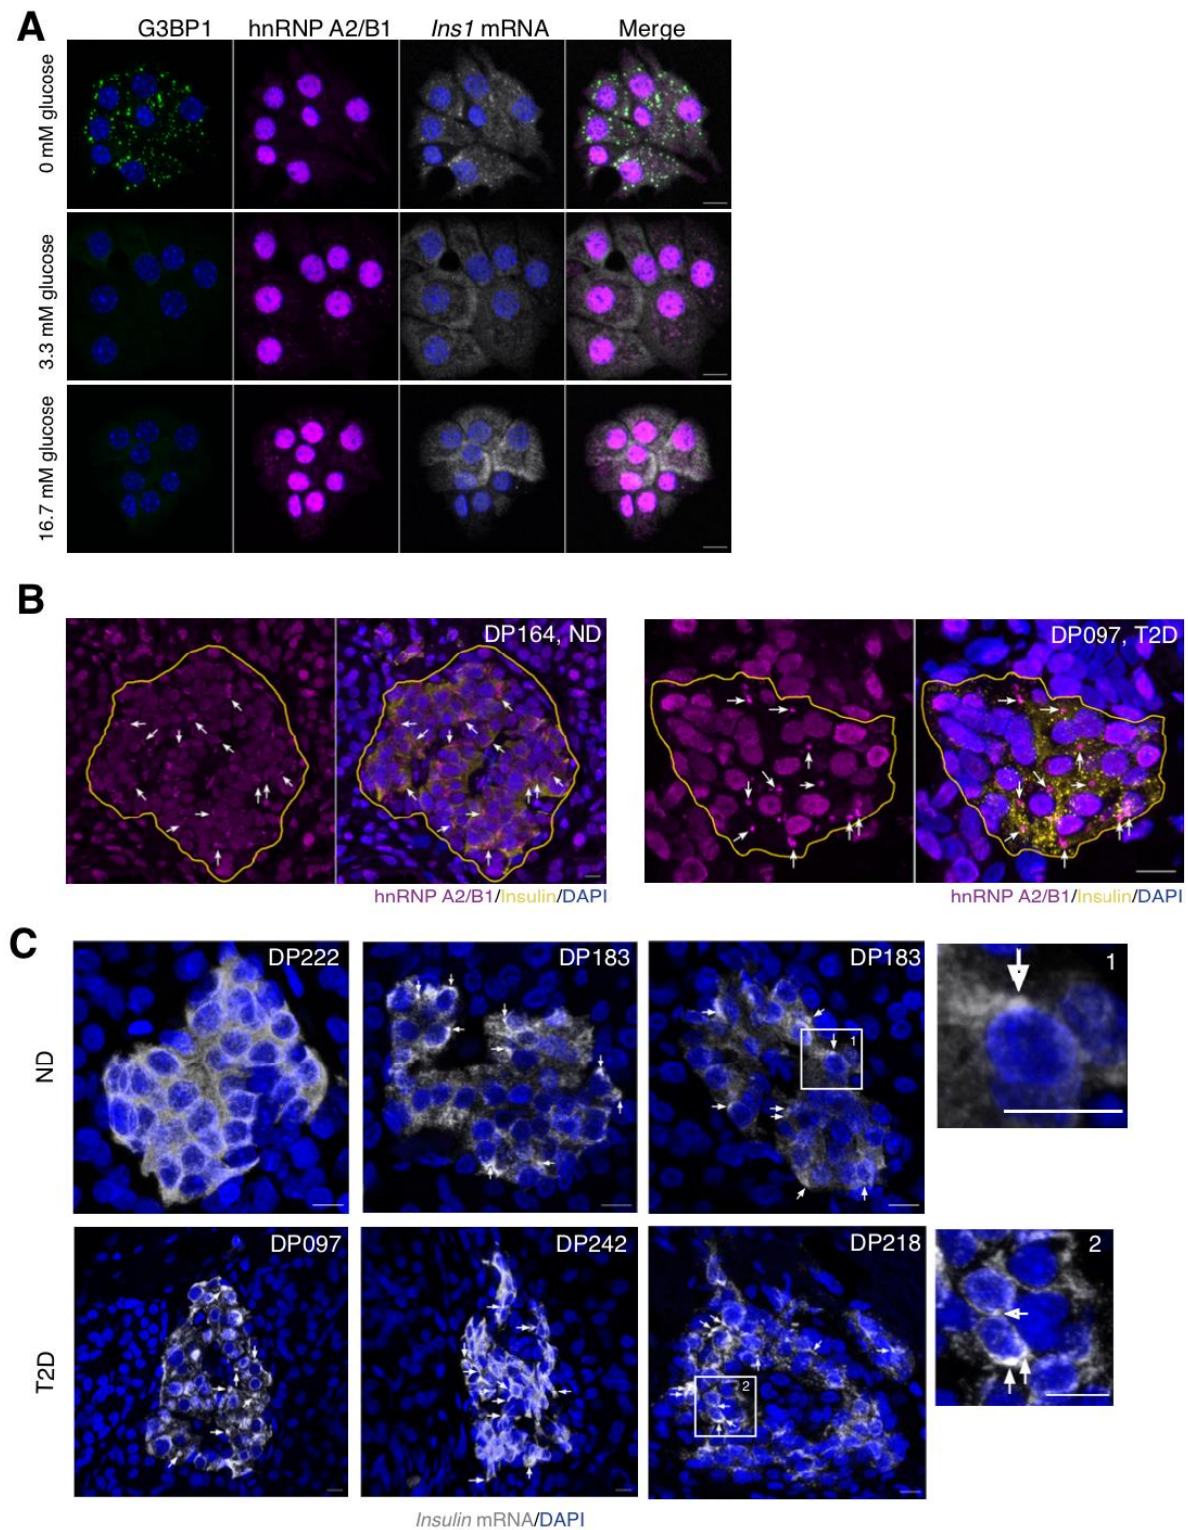 A
G3BP1
hnRNP A2/B1
Ins1 mRNA
Merge
0 mM glucose
3.3 mM glucose
16.7 mM glucose
B
DP164, ND
DP097, T2D
hnRNP A2/B1/Insulin/DAPI
hnRNP A2/B1/Insulin/DAPI
C
ND
DP222
DP183
DP183
1
1
T2D
DP097
DP242
DP218
2
2
Insulin mRNA/DAPI